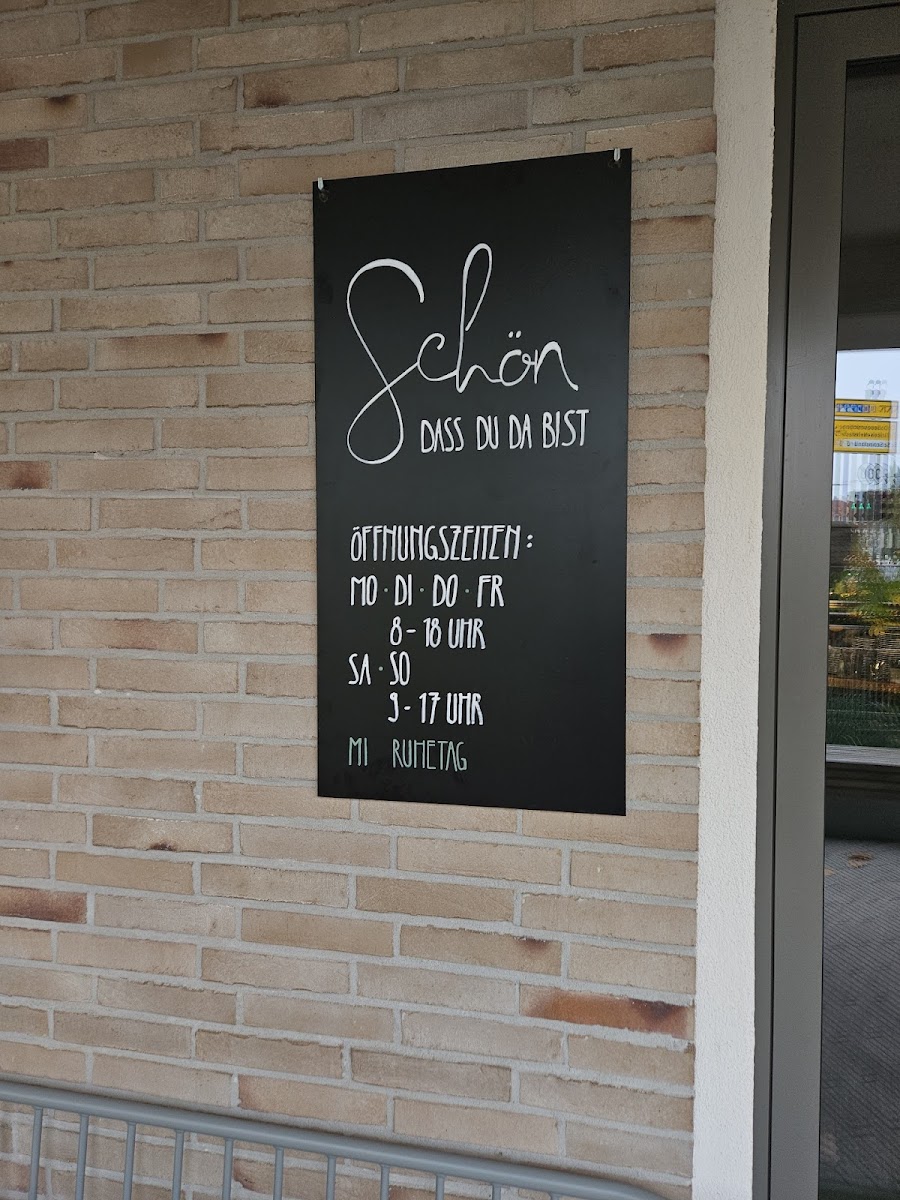 Schön
DASS DU DA BIST
ÖFFNUNGSZEITEN:
MO · DI · DO · FR
8 - 18 UHR
SA · SO
9 - 17 UHR
MI RUHETAG